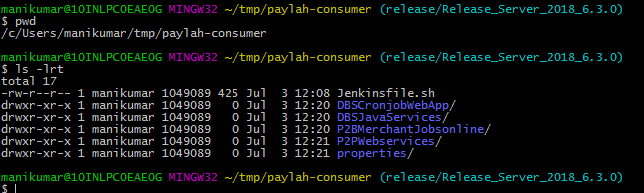 manikumar@10INLPC0EAE0G MINGW32 ~/tmp/paylah-consumer (release/Release_Server_2018_6.3.0)
$ pwd
/c/Users/manikumar/tmp/paylah-consumer
manikumar@10INLPC0EAE0G MINGW32 ~/tmp/paylah-consumer (release/Release_Server_2018_6.3.0)
$ ls -lrt
total 17
-rw-r--r-- 1 manikumar 1049089 425 Jul 3 12:08 Jenkinsfile.sh
drwxr-xr-x 1 manikumar 1049089 0 Jul 3 12:20 DBSCronjobWebApp/
drwxr-xr-x 1 manikumar 1049089 0 Jul 3 12:20 DBSJavaServices/
drwxr-xr-x 1 manikumar 1049089 0 Jul 3 12:20 P2BMerchantJobsonline/
drwxr-xr-x 1 manikumar 1049089 0 Jul 3 12:21 P2PWebservices/
drwxr-xr-x 1 manikumar 1049089 0 Jul 3 12:21 properties/
manikumar@10INLPC0EAE0G MINGW32 ~/tmp/paylah-consumer (release/Release_Server_2018_6.3.0)
$